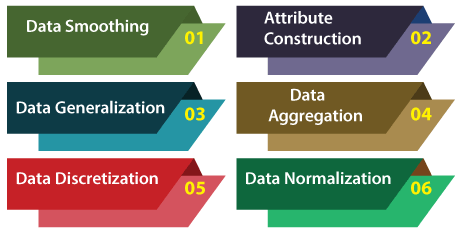 Data Smoothing
01
Attribute
Construction
02
Data Generalization
03
Data
Aggregation
04
Data Discretization
05
Data Normalization
06